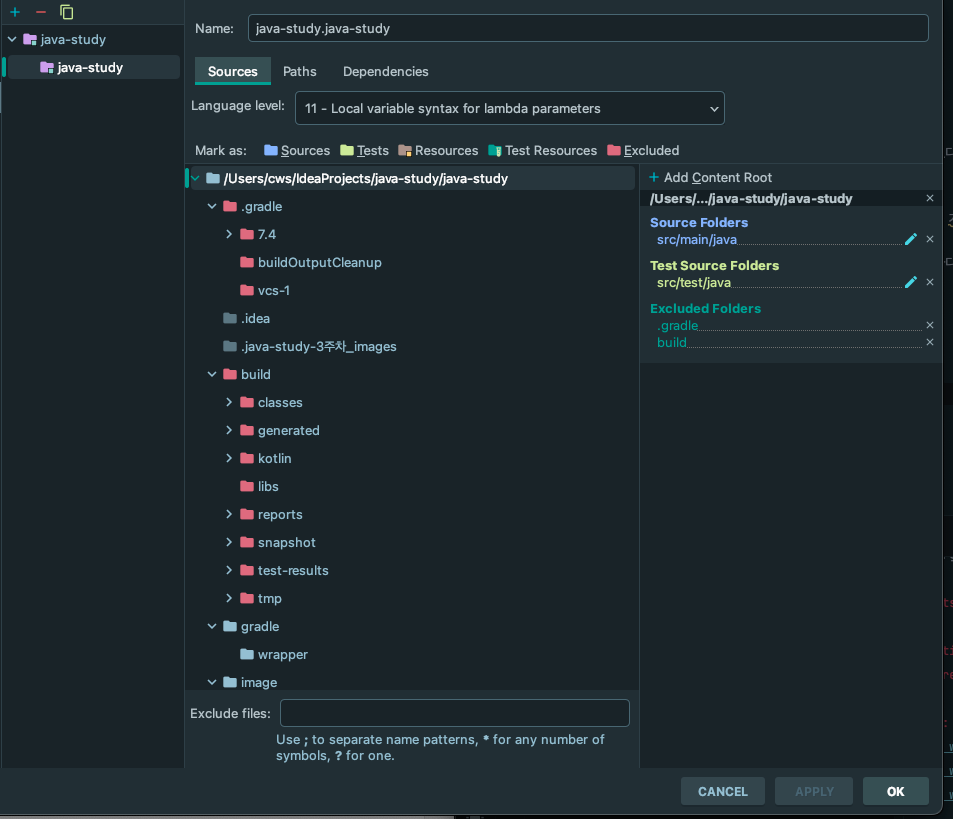 java-study
java-study
Name: java-study.java-study
Sources Paths Dependencies
Language level: 11 - Local variable syntax for lambda parameters
Mark as: Sources Tests Resources Test Resources Excluded
/Users/cws/IdeaProjects/java-study/java-study
.gradle
7.4
buildOutputCleanup
vcs-1
.idea
.java-study-3주차_images
build
classes
generated
kotlin
libs
reports
snapshot
test-results
tmp
gradle
wrapper
image
Exclude files:
Use ; to separate name patterns, * for any number of
symbols, ? for one.
+ Add Content Root
/Users/.../java-study/java-study
Source Folders
src/main/java
Test Source Folders
src/test/java
Excluded Folders
.gradle
build
CANCEL APPLY OK